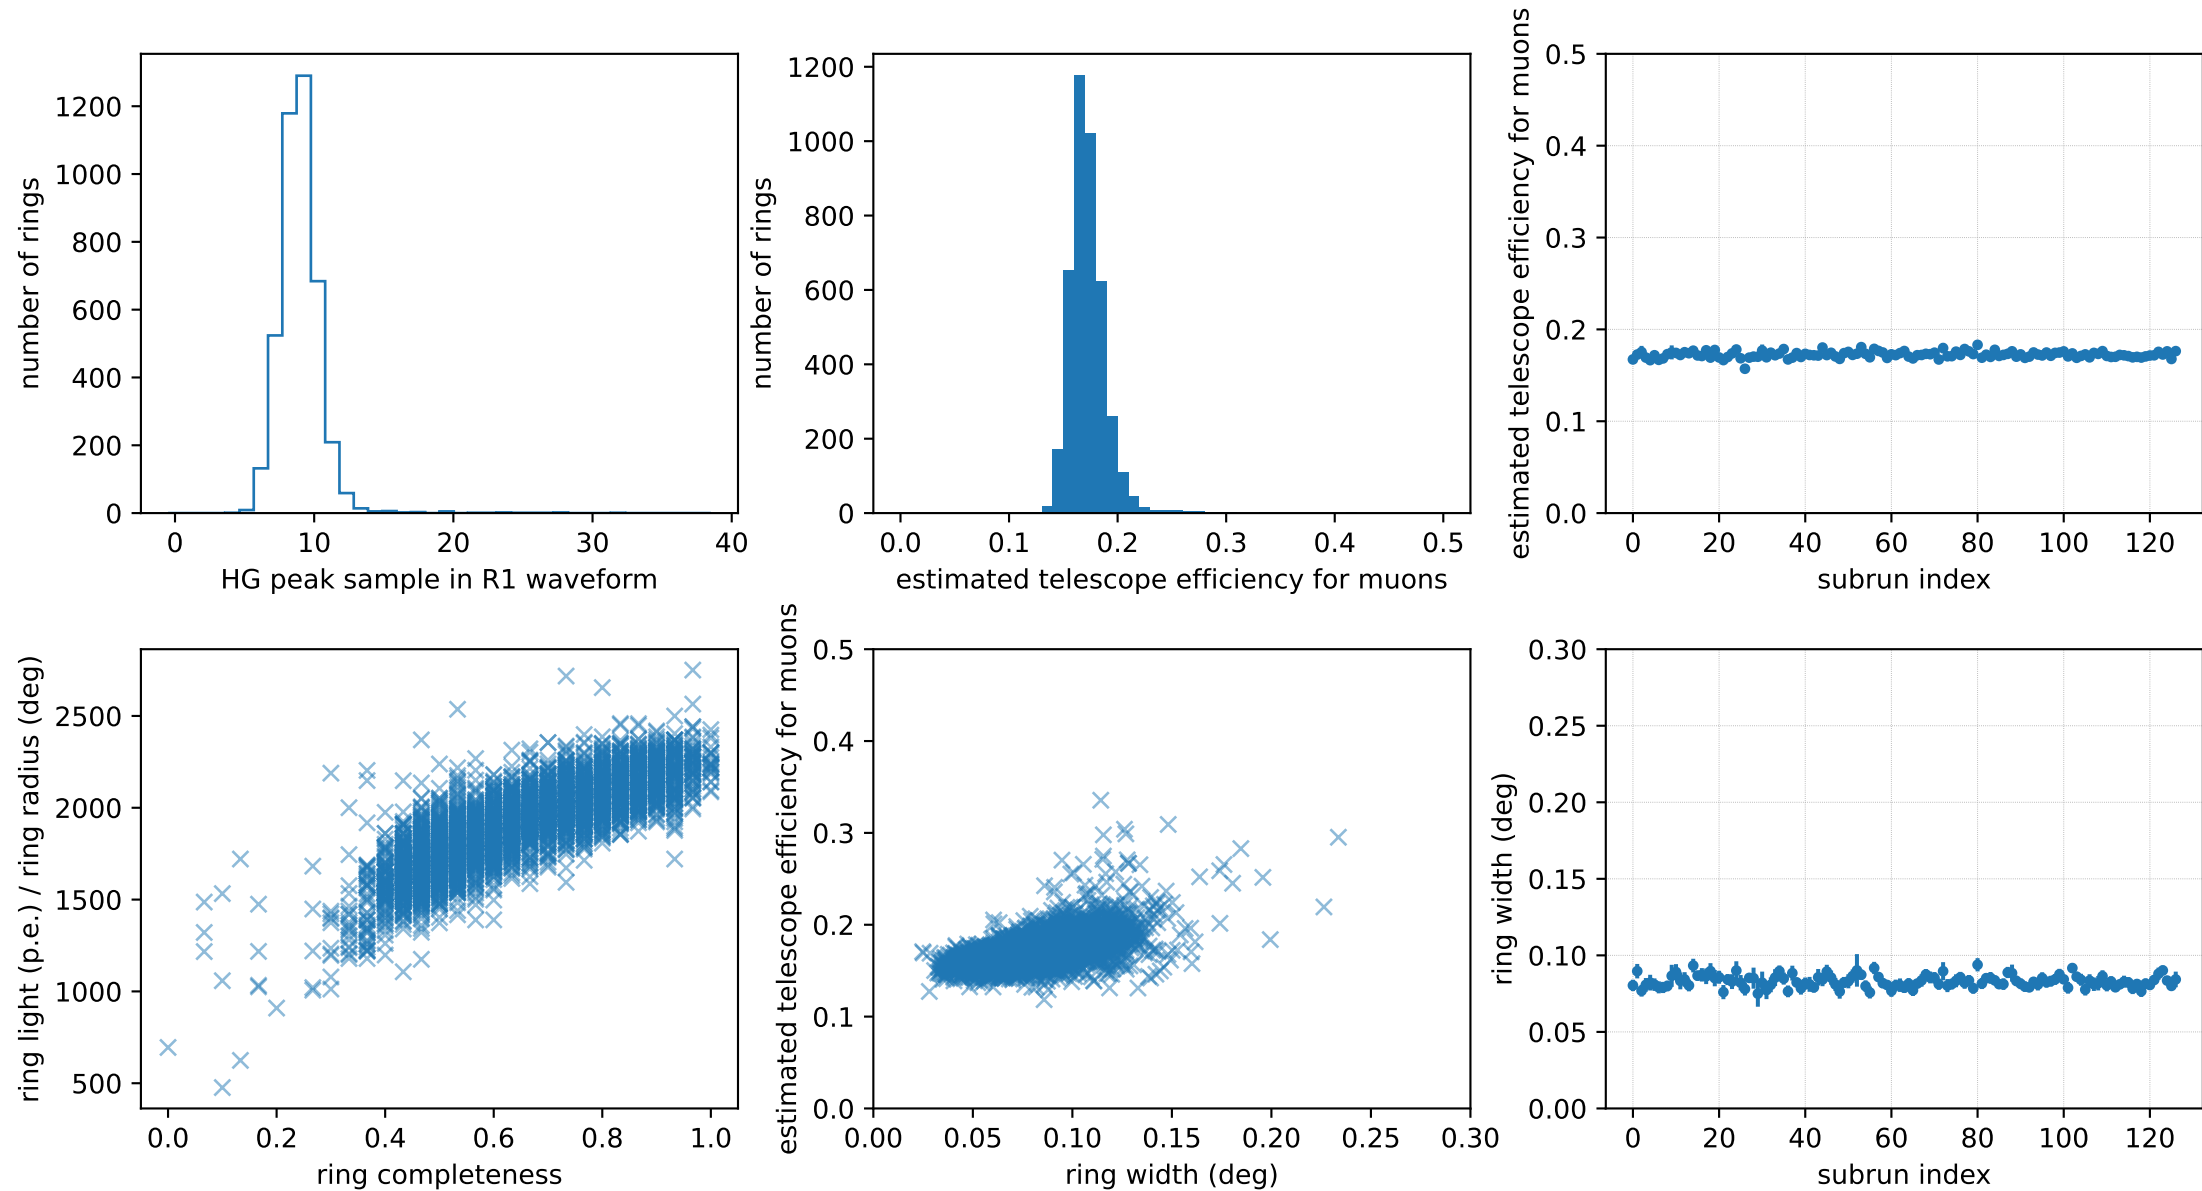 number of rings
1200
1000
800
600
400
200
0
0 10 20 30 40
HG peak sample in R1 waveform
number of rings
1200
1000
800
600
400
200
0
0.0 0.1 0.2 0.3 0.4 0.5
estimated telescope efficiency for muons
estimated telescope efficiency for muons
0.5
0.4
0.3
0.2
0.1
0.0
0 20 40 60 80 100 120
subrun index
ring light (p.e.) / ring radius (deg)
2500
2000
1500
1000
500
0.0 0.2 0.4 0.6 0.8 1.0
ring completeness
estimated telescope efficiency for muons
0.5
0.4
0.3
0.2
0.1
0.0
0.00 0.05 0.10 0.15 0.20 0.25 0.30
ring width (deg)
ring width (deg)
0.30
0.25
0.20
0.15
0.10
0.05
0.00
0 20 40 60 80 100 120
subrun index